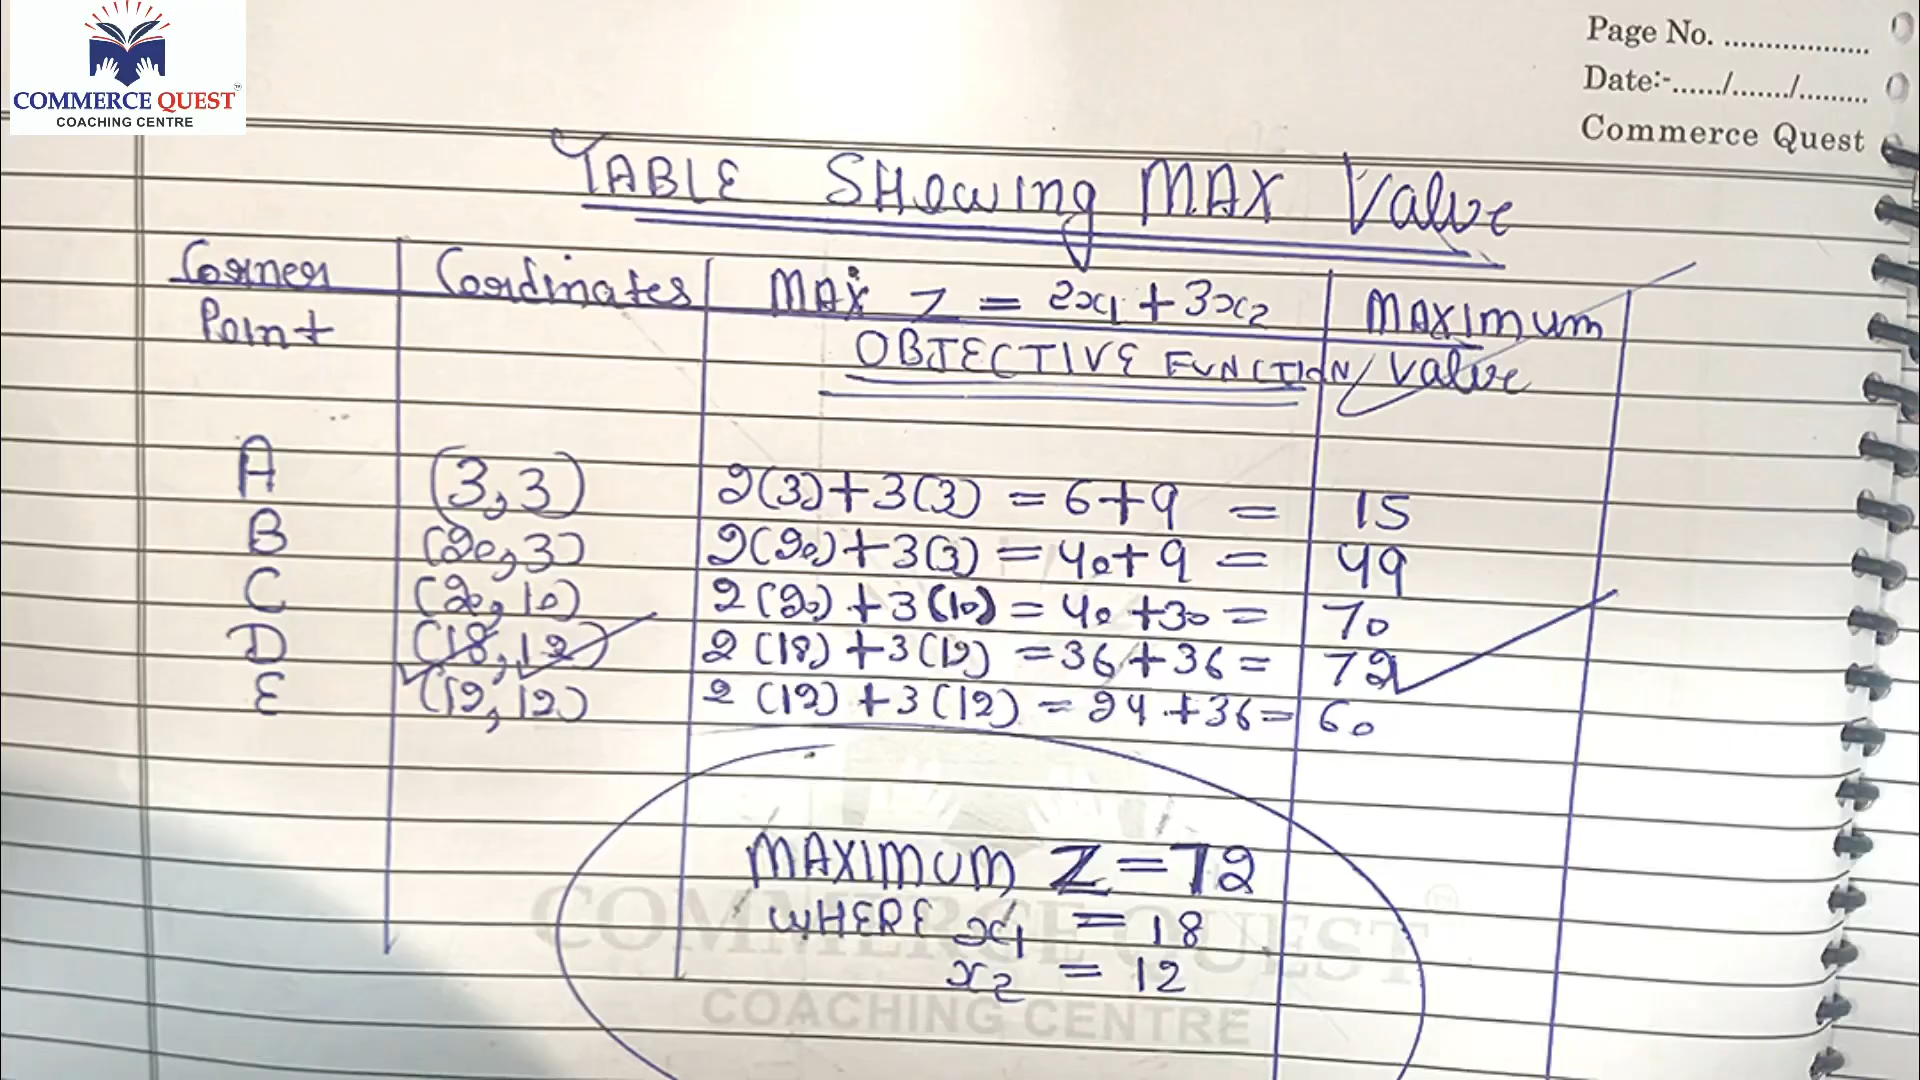 COMMERCE QUEST
COACHING CENTRE
Page No. ..................
Date:-....../......./.........
Commerce Quest
TABLE SHowing MAX Value
Corner Point | Coordinates | MAX Z = 2x1 + 3x2 | MAXIMUM
OBJECTIVE FUNCTION | Value
A (3,3) 2(3)+3(3) = 6+9 = 15
B (20,3) 2(20)+3(3) = 40+9 = 49
C (20,10) 2(20)+3(10) = 40+30 = 70
D (18,12) 2(18)+3(12) = 36+36 = 72
E (12,12) 2(12)+3(12) = 24+36 = 60
MAXIMUM Z = 72
WHERE x1 = 18
x2 = 12
COMMERCE QUEST
COACHING CENTRE